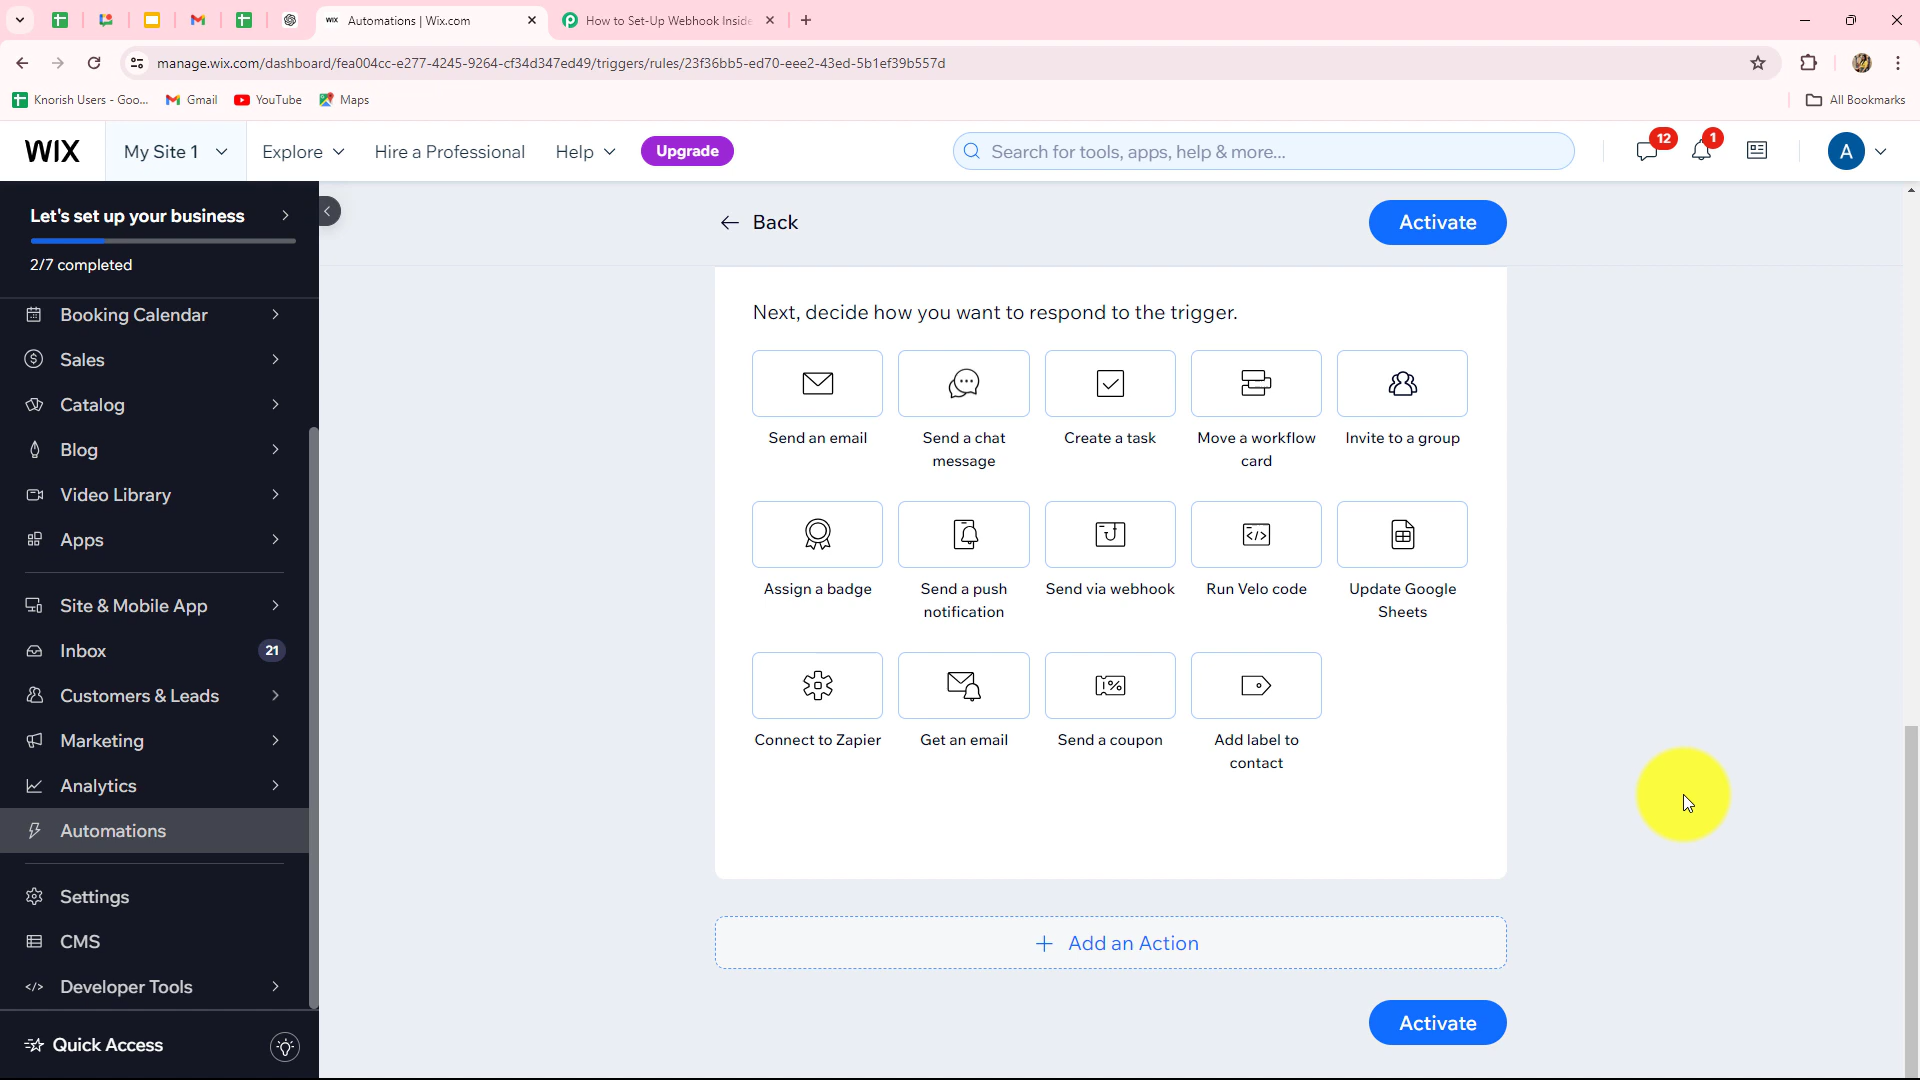 Automations | Wix.com
How to Set-Up Webhook Inside
manage.wix.com/dashboard/fea004cc-e277-4245-9264-cf34d347ed49/triggers/rules/23f36bb5-ed70-eee2-43ed-5b1ef39b557d
Knorish Users - Goo...
Gmail
YouTube
Maps
All Bookmarks
WIX
My Site 1
Explore
Hire a Professional
Help
Upgrade
Search for tools, apps, help & more...
12
1
A
Let's set up your business
2/7 completed
Booking Calendar
Sales
Catalog
Blog
Video Library
Apps
Site & Mobile App
Inbox
21
Customers & Leads
Marketing
Analytics
Automations
Settings
CMS
Developer Tools
Quick Access
Back
Activate
Next, decide how you want to respond to the trigger.
Send an email
Send a chat
message
Create a task
Move a workflow
card
Invite to a group
Assign a badge
Send a push
notification
Send via webhook
Run Velo code
Update Google
Sheets
Connect to Zapier
Get an email
Send a coupon
Add label to
contact
+ Add an Action
Activate